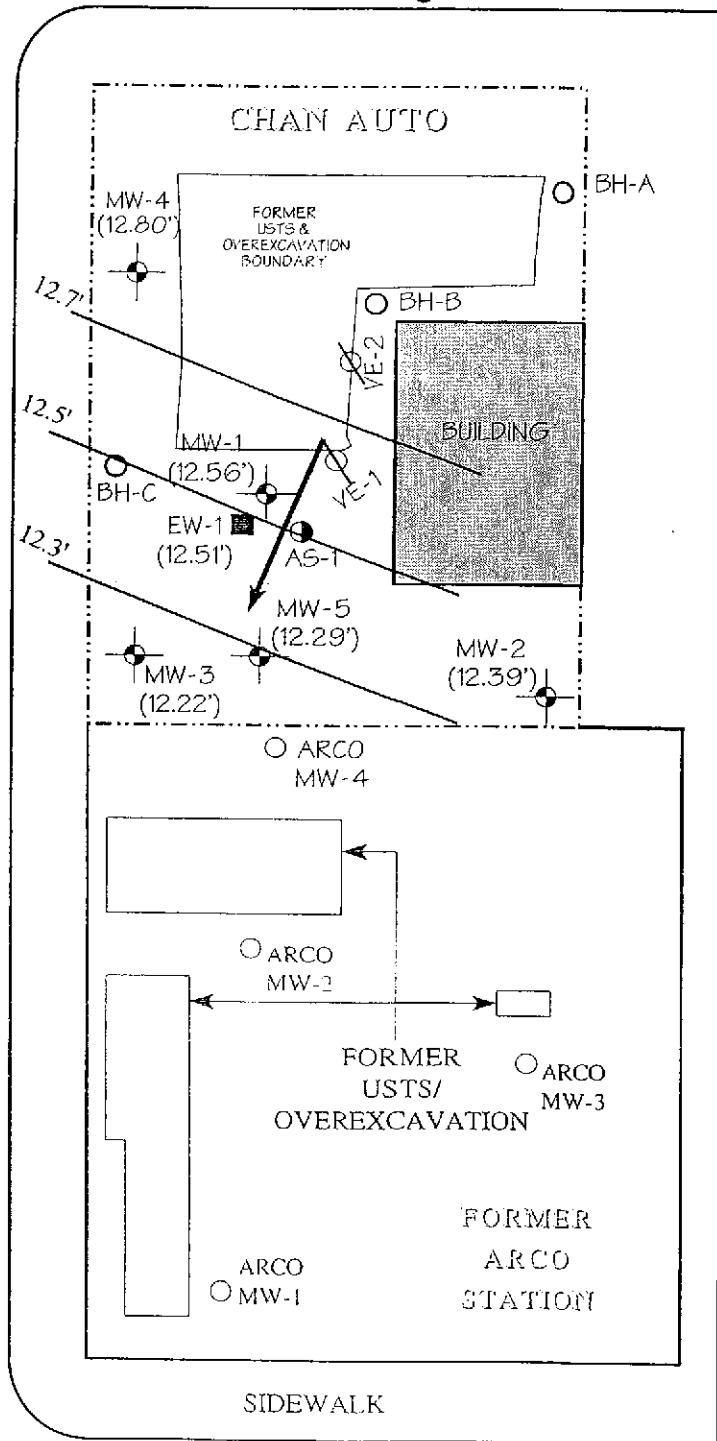 CHAN AUTO
BH-A
MW-4
(12.80')
FORMER
USTS &
OVEREXCAVATION
BOUNDARY
12.7'
BH-B
VE-2
BUILDING
12.5'
MW-1
(12.56')
VE-1
BH-C
EW-1
(12.51')
AS-1
12.3'
MW-5
(12.29')
MW-2
(12.39')
MW-3
(12.22')
ARCO
MW-4
ARCO
MW-2
FORMER
USTS/
OVEREXCAVATION
ARCO
MW-3
FORMER
ARCO
STATION
ARCO
MW-1
SIDEWALK